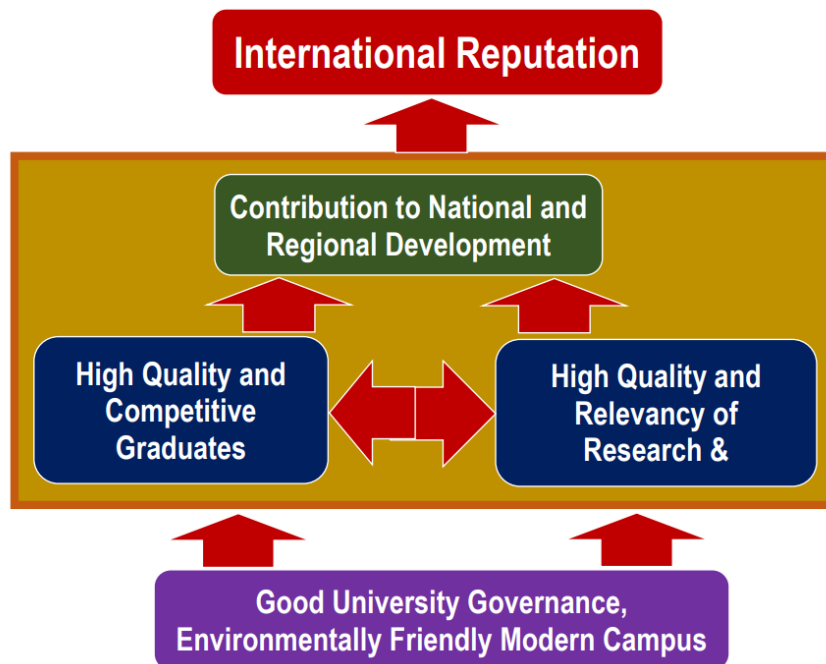 International Reputation
Contribution to National and
Regional Development
High Quality and
Competitive
Graduates
High Quality and
Relevancy of
Research &
Good University Governance,
Environmentally Friendly Modern Campus